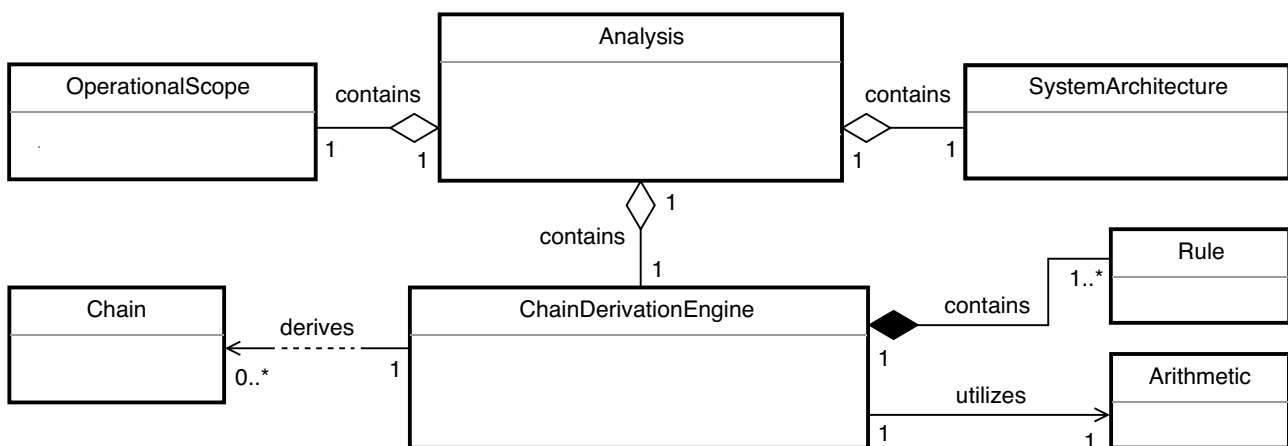 Analysis
OperationalScope
contains
1
1
contains
1
1
SystemArchitecture
1
contains
1
Chain
derives
0..*
1
ChainDerivationEngine
contains
1
1..*
Rule
utilizes
1
1
Arithmetic